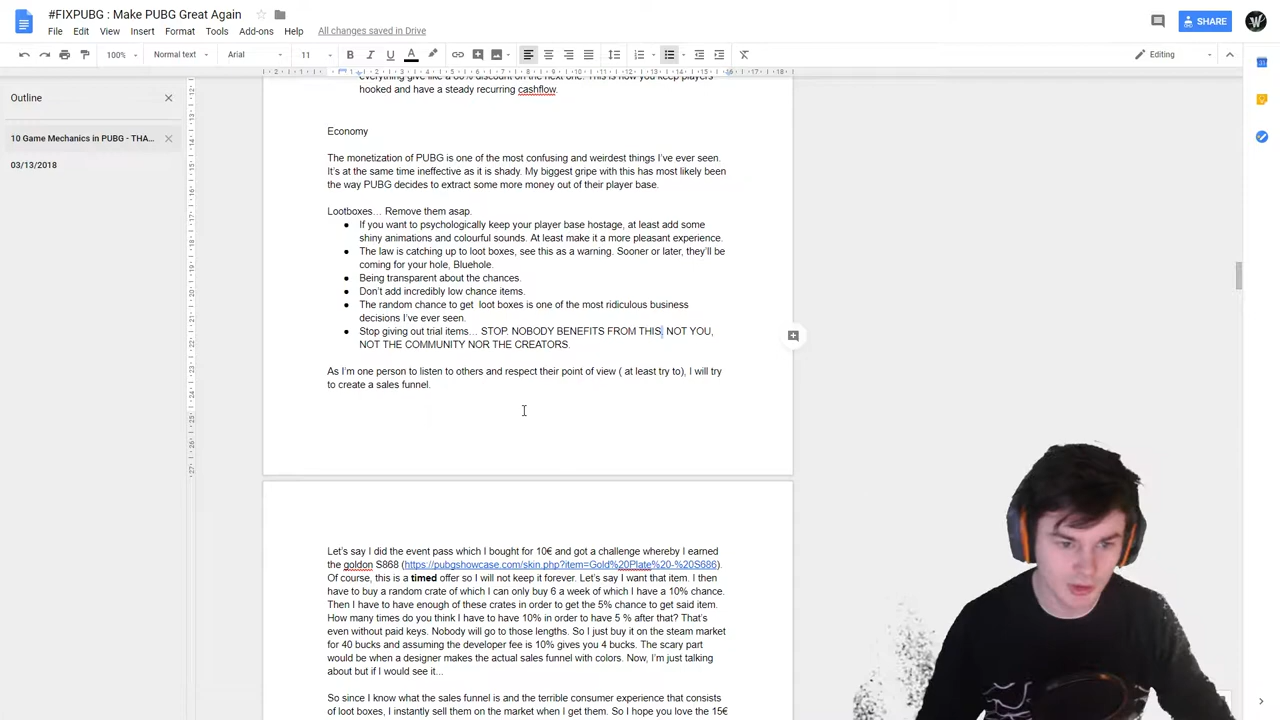 #FIXPUBG : Make PUBG Great Again
File Edit View Insert Format Tools Add-ons Help All changes saved in Drive
SHARE
100% Normal text Arial 11 B I U A Editing
Outline
10 Game Mechanics in PUBG - THA...
03/13/2018
hooked and have a steady recurring cashflow.
Economy
The monetization of PUBG is one of the most confusing and weirdest things I've ever seen.
It's at the same time ineffective as it is shady. My biggest gripe with this has most likely been
the way PUBG decides to extract some more money out of their player base.
Lootboxes... Remove them asap.
● If you want to psychologically keep your player base hostage, at least add some
shiny animations and colourful sounds. At least make it a more pleasant experience.
● The law is catching up to loot boxes, see this as a warning. Sooner or later, they'll be
coming for your hole, Bluehole.
● Being transparent about the chances.
● Don't add incredibly low chance items.
● The random chance to get loot boxes is one of the most ridiculous business
decisions I've ever seen.
● Stop giving out trial items... STOP. NOBODY BENEFITS FROM THIS, NOT YOU,
NOT THE COMMUNITY NOR THE CREATORS.
As I'm one person to listen to others and respect their point of view ( at least try to), I will try
to create a sales funnel.
Let's say I did the event pass which I bought for 10€ and got a challenge whereby I earned
the goldon S868 (https://pubgshowcase.com/skin.php?item=Gold%20Plate%20-%20S686).
Of course, this is a timed offer so I will not keep it forever. Let's say I want that item. I then
have to buy a random crate of which I can only buy 6 a week of which I have a 10% chance.
Then I have to have enough of these crates in order to get the 5% chance to get said item.
How many times do you think I have to have 10% in order to have 5 % after that? That's
even without paid keys. Nobody will go to those lengths. So I just buy it on the steam market
for 40 bucks and assuming the developer fee is 10% gives you 4 bucks. The scary part
would be when a designer makes the actual sales funnel with colors. Now, I'm just talking
about but if I would see it...
So since I know what the sales funnel is and the terrible consumer experience that consists
of loot boxes, I instantly sell them on the market when I get them. So I hope you love the 15€